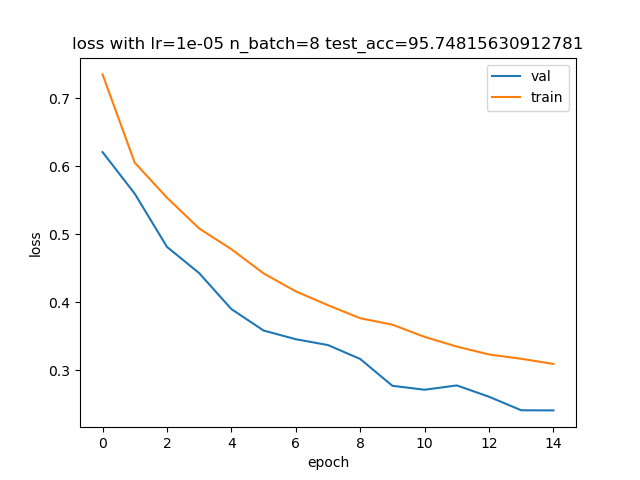 loss with lr=1e-05 n_batch=8 test_acc=95.74815630912781
val
train
0.7
0.6
0.5
0.4
0.3
loss
0 2 4 6 8 10 12 14
epoch